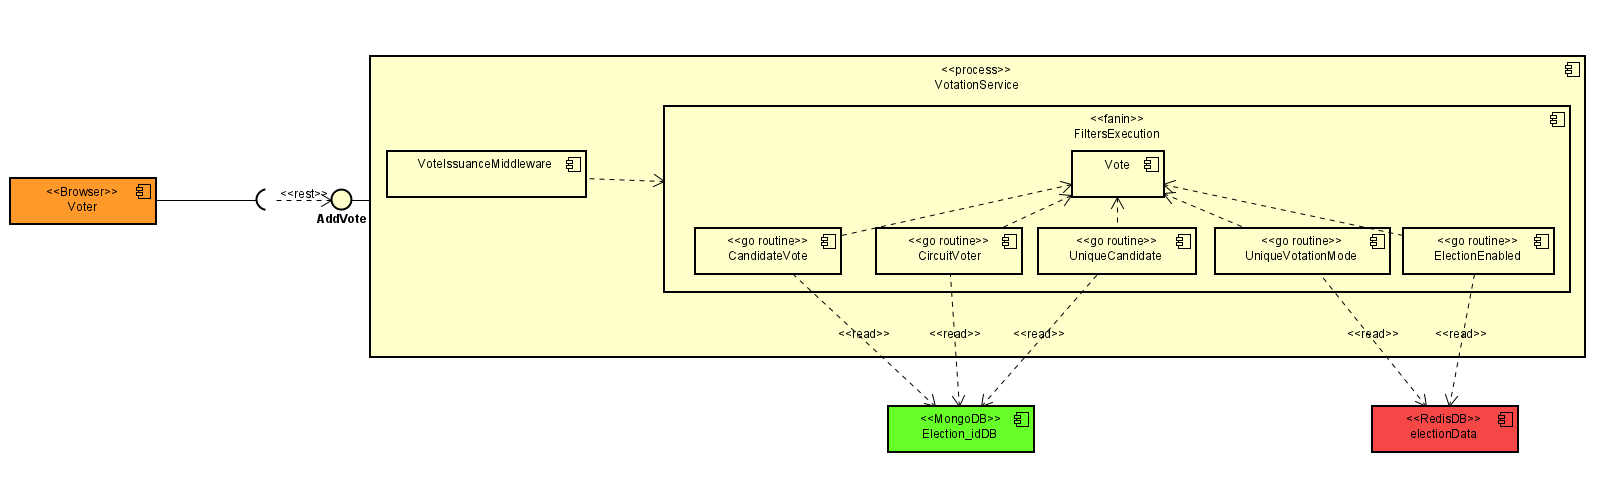 <<process>>
VotationService
<<fanin>>
FiltersExecution
VoteIssuanceMiddleware
Vote
<<Browser>>
Voter
<<rest>>
AddVote
<<go routine>>
CandidateVote
<<go routine>>
CircuitVoter
<<go routine>>
UniqueCandidate
<<go routine>>
UniqueVotationMode
<<go routine>>
ElectionEnabled
<<read>>
<<read>>
<<read>>
<<read>>
<<read>>
<<MongoDB>>
Election_idDB
<<RedisDB>>
electionData